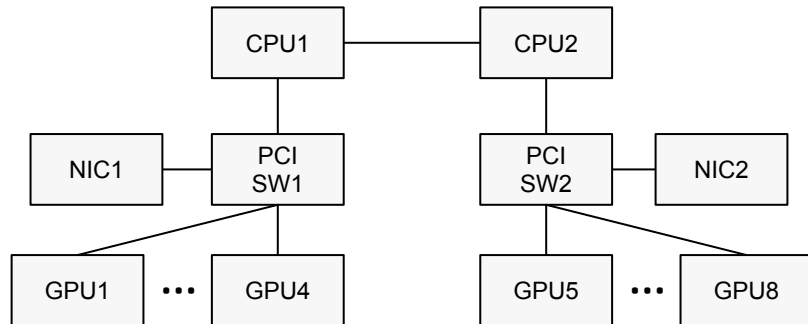 CPU1
CPU2
NIC1
PCI
SW1
PCI
SW2
NIC2
GPU1
•••
GPU4
GPU5
•••
GPU8